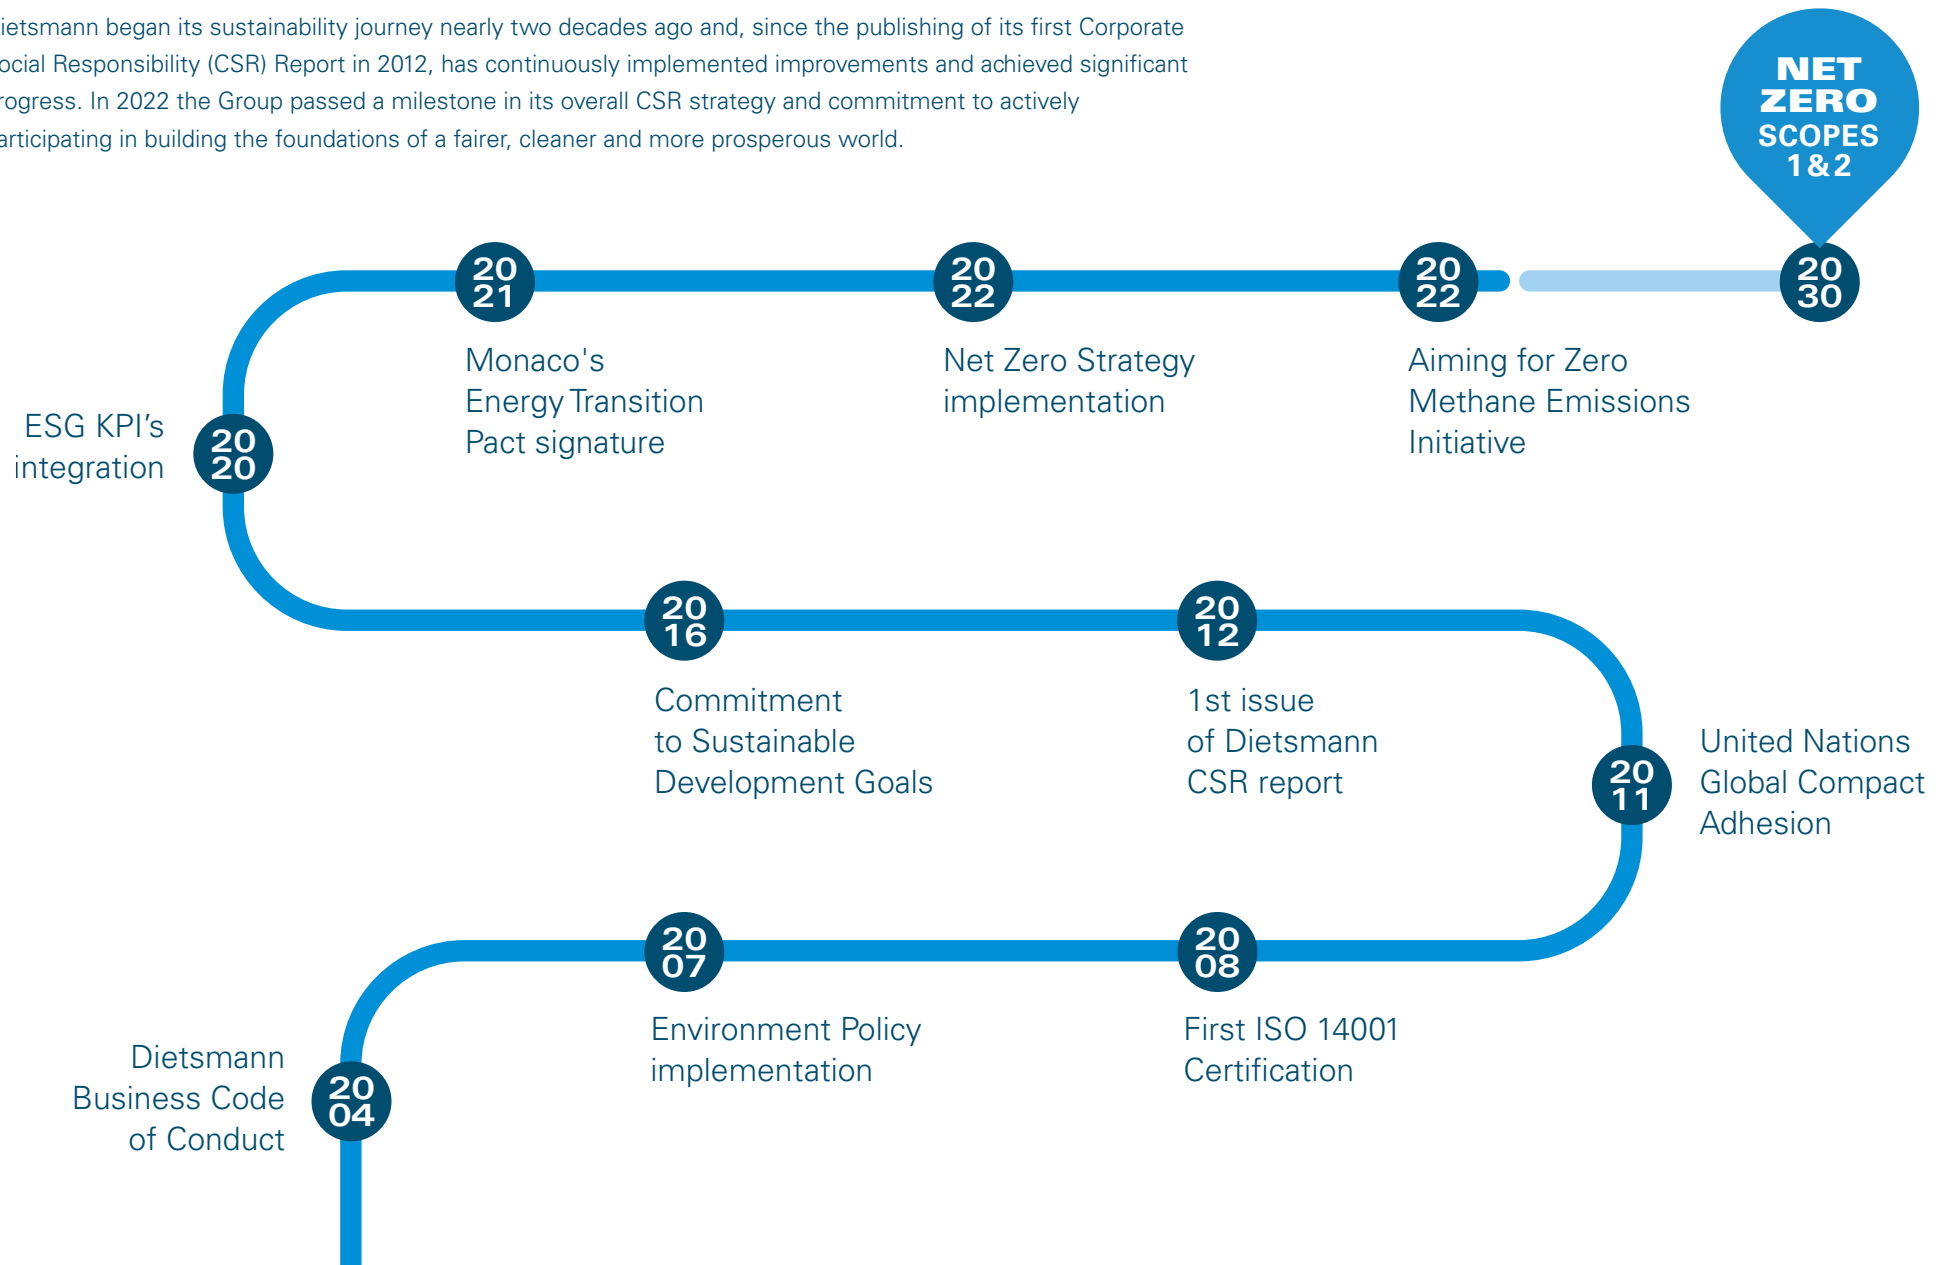 ietsmann began its sustainability journey nearly two decades ago and, since the publishing of its first Corporate
ocial Responsibility (CSR) Report in 2012, has continuously implemented improvements and achieved significant
rogress. In 2022 the Group passed a milestone in its overall CSR strategy and commitment to actively
articipating in building the foundations of a fairer, cleaner and more prosperous world.
NET
ZERO
SCOPES
1&2
20
21
Monaco's
Energy Transition
Pact signature
20
22
Net Zero Strategy
implementation
20
22
Aiming for Zero
Methane Emissions
Initiative
20
30
ESG KPI’s
integration
20
20
20
16
Commitment
to Sustainable
Development Goals
20
12
1st issue
of Dietsmann
CSR report
20
11
United Nations
Global Compact
Adhesion
20
07
Environment Policy
implementation
20
08
First ISO 14001
Certification
Dietsmann
Business Code
of Conduct
20
04